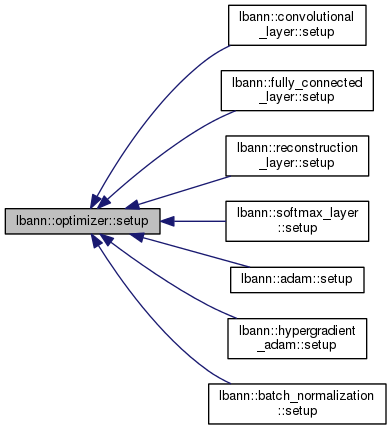 lbann::convolutional
_layer::setup
lbann::fully_connected
_layer::setup
lbann::reconstruction
_layer::setup
lbann::optimizer::setup
lbann::softmax_layer
::setup
lbann::adam::setup
lbann::hypergradient
_adam::setup
lbann::batch_normalization
::setup